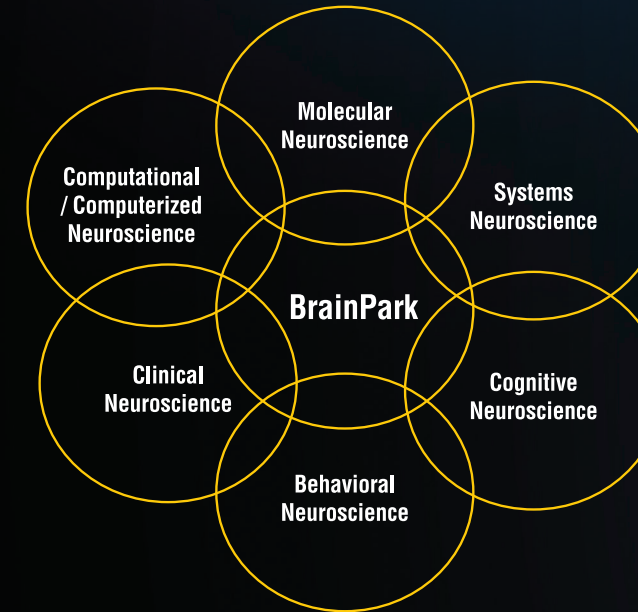 Molecular
Neuroscience
Computational
/ Computerized
Neuroscience
Systems
Neuroscience
BrainPark
Clinical
Neuroscience
Cognitive
Neuroscience
Behavioral
Neuroscience